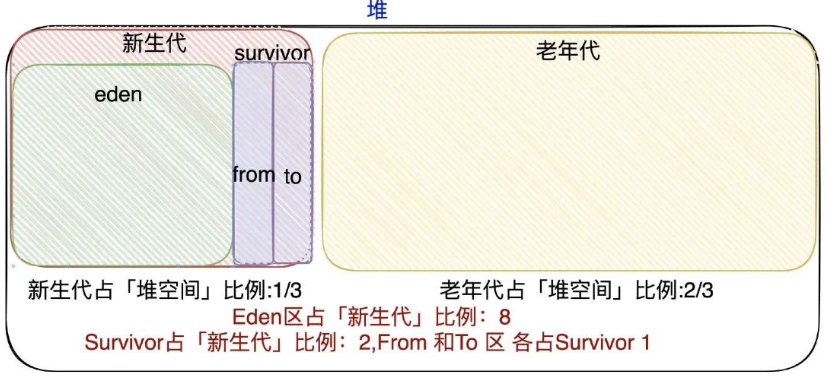 堆
新生代
survivor
老年代
eden
from to
新生代占「堆空间」比例:1/3
老年代占「堆空间」比例:2/3
Eden区占「新生代」比例：8
Survivor占「新生代」比例：2,From 和To 区 各占Survivor 1